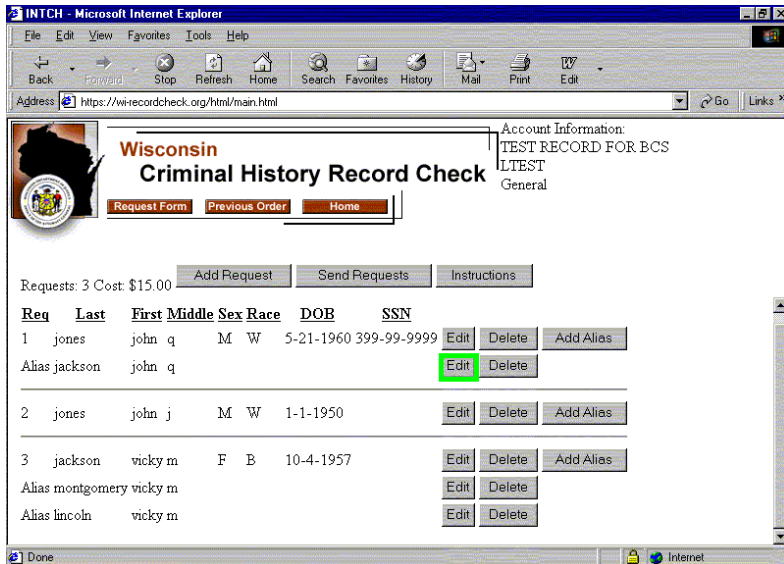 INTCH - Microsoft Internet Explorer
File Edit View Favorites Tools Help
Back Forward Stop Refresh Home Search Favorites History Mail Print Edit
Address https://wi-recordcheck.org/html/main.html Go Links »
Wisconsin
Criminal History Record Check
Request Form Previous Order Home
Account Information:
TEST RECORD FOR BCS
LTEST
General
Requests: 3 Cost: $15.00 Add Request Send Requests Instructions
Req Last First Middle Sex Race DOB SSN
1 jones john q M W 5-21-1960 399-99-9999 Edit Delete Add Alias
Alias jackson john q Edit Delete
2 jones john j M W 1-1-1950 Edit Delete Add Alias
3 jackson vicky m F B 10-4-1957 Edit Delete Add Alias
Alias montgomery vicky m Edit Delete
Alias lincoln vicky m Edit Delete
Done Internet